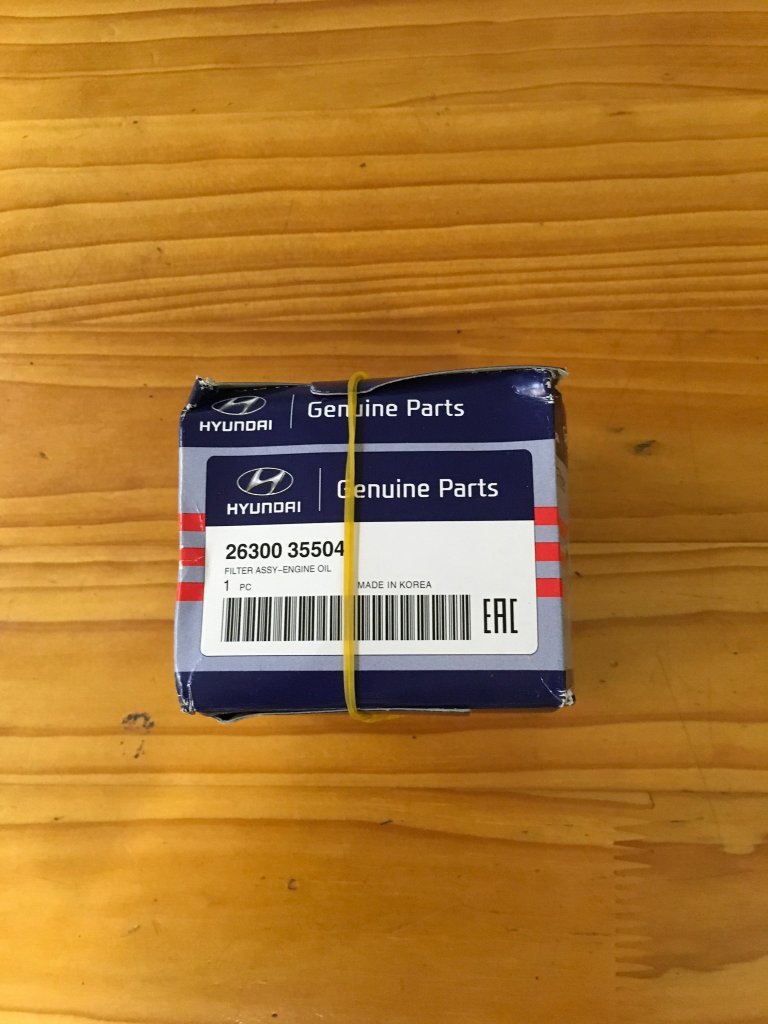 HYUNDAI Genuine Parts
HYUNDAI Genuine Parts
26300 35504
FILTER ASSY-ENGINE OIL
1 PC MADE IN KOREA
EAC